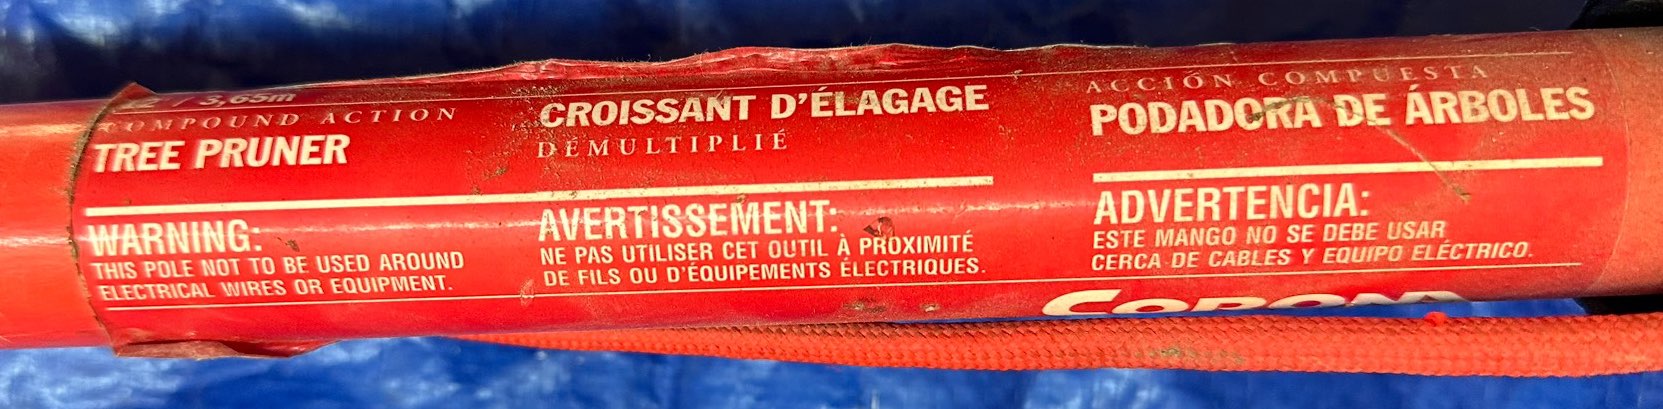 12' / 3,65m
COMPOUND ACTION
TREE PRUNER
WARNING:
THIS POLE NOT TO BE USED AROUND
ELECTRICAL WIRES OR EQUIPMENT.
CROISSANT D'ÉLAGAGE
DÉMULTIPLIÉ
AVERTISSEMENT:
NE PAS UTILISER CET OUTIL À PROXIMITÉ
DE FILS OU D'ÉQUIPEMENTS ÉLECTRIQUES.
ACCIÓN COMPUESTA
PODADORA DE ÁRBOLES
ADVERTENCIA:
ESTE MANGO NO SE DEBE USAR
CERCA DE CABLES Y EQUIPO ELÉCTRICO.